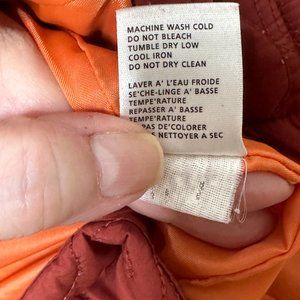 MACHINE WASH COLD
DO NOT BLEACH
TUMBLE DRY LOW
COOL IRON
DO NOT DRY CLEAN
LAVER A' L'EAU FROIDE
SE'CHE-LINGE A' BASSE
TEMPE'RATURE
REPASSER A' BASSE
TEMPE'RATURE
PAS DE COLORER
NETTOYER A SEC